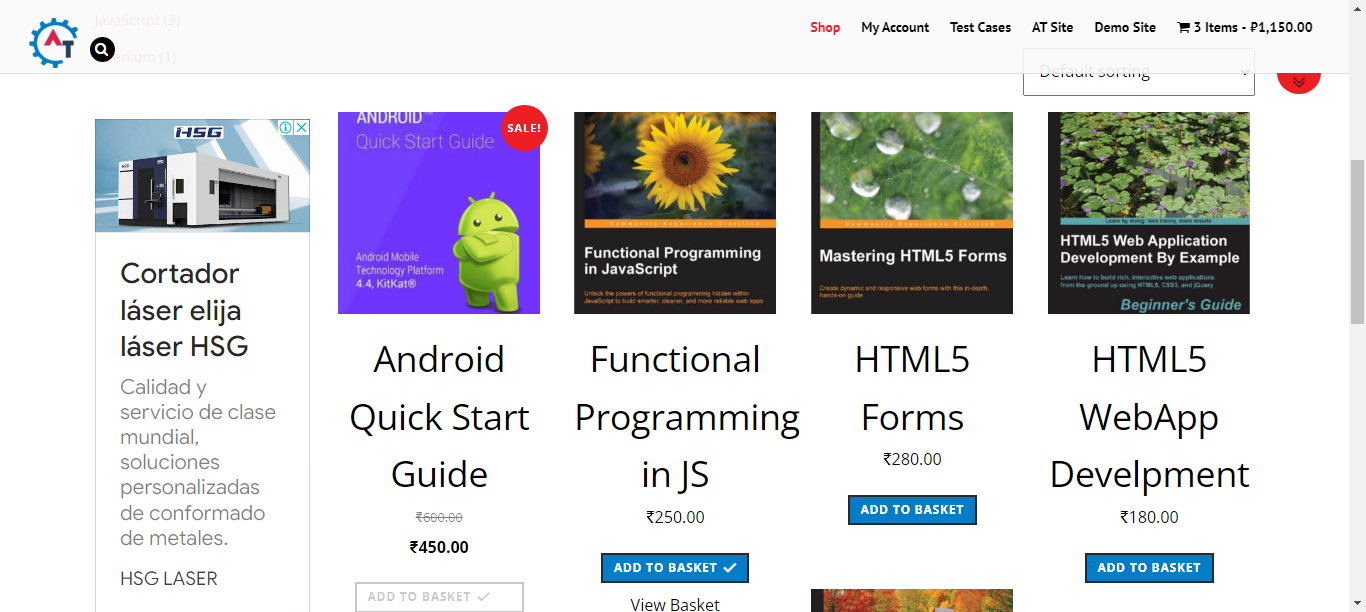 JavaScript (3)
Shop
My Account
Test Cases
AT Site
Demo Site
3 Items - ₽1,150.00
AT
enium (1)
Default sorting
HSG
Cortador
láser elija
láser HSG
Calidad y
servicio de clase
mundial,
soluciones
personalizadas
de conformado
de metales.
HSG LASER
ANDROID™
Quick Start Guide
Android Mobile
Technology Platform
4.4, KitKat®
SALE!
Android
Quick Start
Guide
₹600.00
₹450.00
ADD TO BASKET
Community Experience Distilled
Functional Programming
in JavaScript
Unlock the powers of functional programming hidden within
JavaScript to build smarter, cleaner, and more reliable web apps
Functional
Programming
in JS
₹250.00
ADD TO BASKET
View Basket
Community Experience Distilled
Mastering HTML5 Forms
Create dynamic and responsive web forms with this in-depth,
hands-on guide
HTML5
Forms
₹280.00
ADD TO BASKET
Learn by doing: less theory, more results
HTML5 Web Application
Development By Example
Learn how to build rich, interactive web applications
from the ground up using HTML5, CSS3, and jQuery
Beginner's Guide
HTML5
WebApp
Develpment
₹180.00
ADD TO BASKET